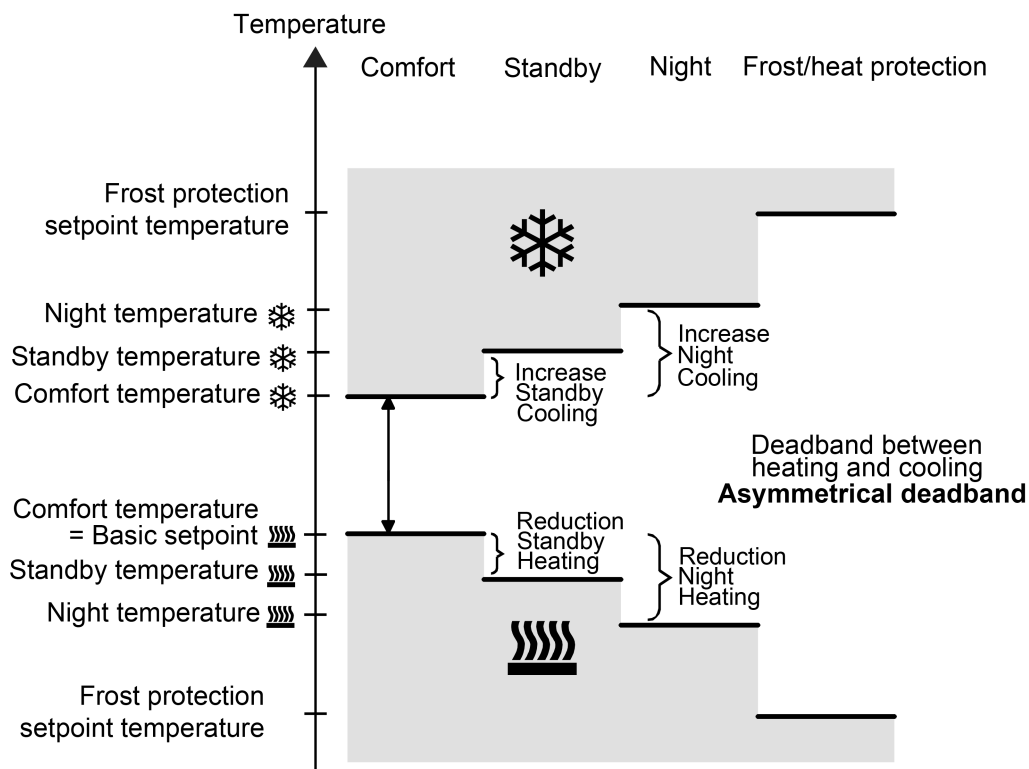 Temperature
Comfort
Standby
Night
Frost/heat protection
Frost protection
setpoint temperature
Night temperature
Standby temperature
Comfort temperature
Increase
Standby
Cooling
Increase
Night
Cooling
Deadband between
heating and cooling
Asymmetrical deadband
Comfort temperature
= Basic setpoint
Standby temperature
Night temperature
Reduction
Standby
Heating
Reduction
Night
Heating
Frost protection
setpoint temperature